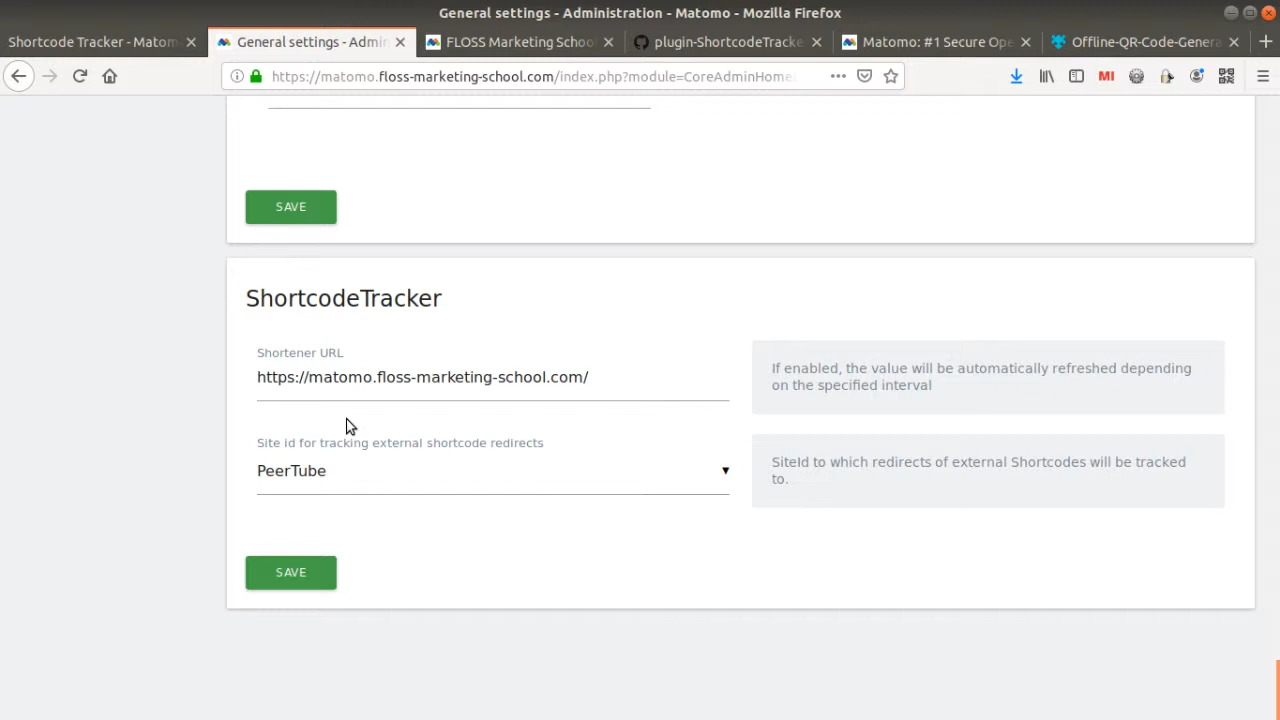 General settings - Administration - Matomo - Mozilla Firefox
Shortcode Tracker - Matom
General settings - Admin
FLOSS Marketing School
plugin-ShortcodeTracke
Matomo: #1 Secure Ope
Offline-QR-Code-Genera
https://matomo.floss-marketing-school.com/index.php?module=CoreAdminHome
MI
SAVE
ShortcodeTracker
Shortener URL
https://matomo.floss-marketing-school.com/
If enabled, the value will be automatically refreshed depending
on the specified interval
Site id for tracking external shortcode redirects
PeerTube
SiteId to which redirects of external Shortcodes will be tracked
to.
SAVE